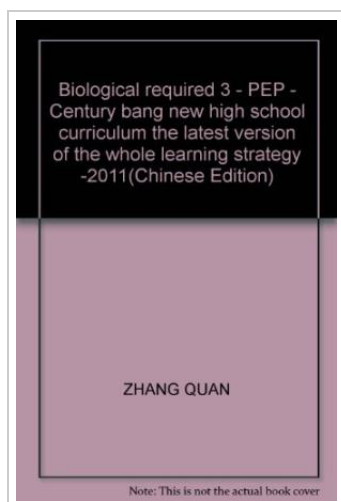 Biological required 3 - PEP -
Century bang new high school
curriculum the latest version
of the whole learning strategy
-2011(Chinese Edition)
ZHANG QUAN
Note: This is not the actual book cover